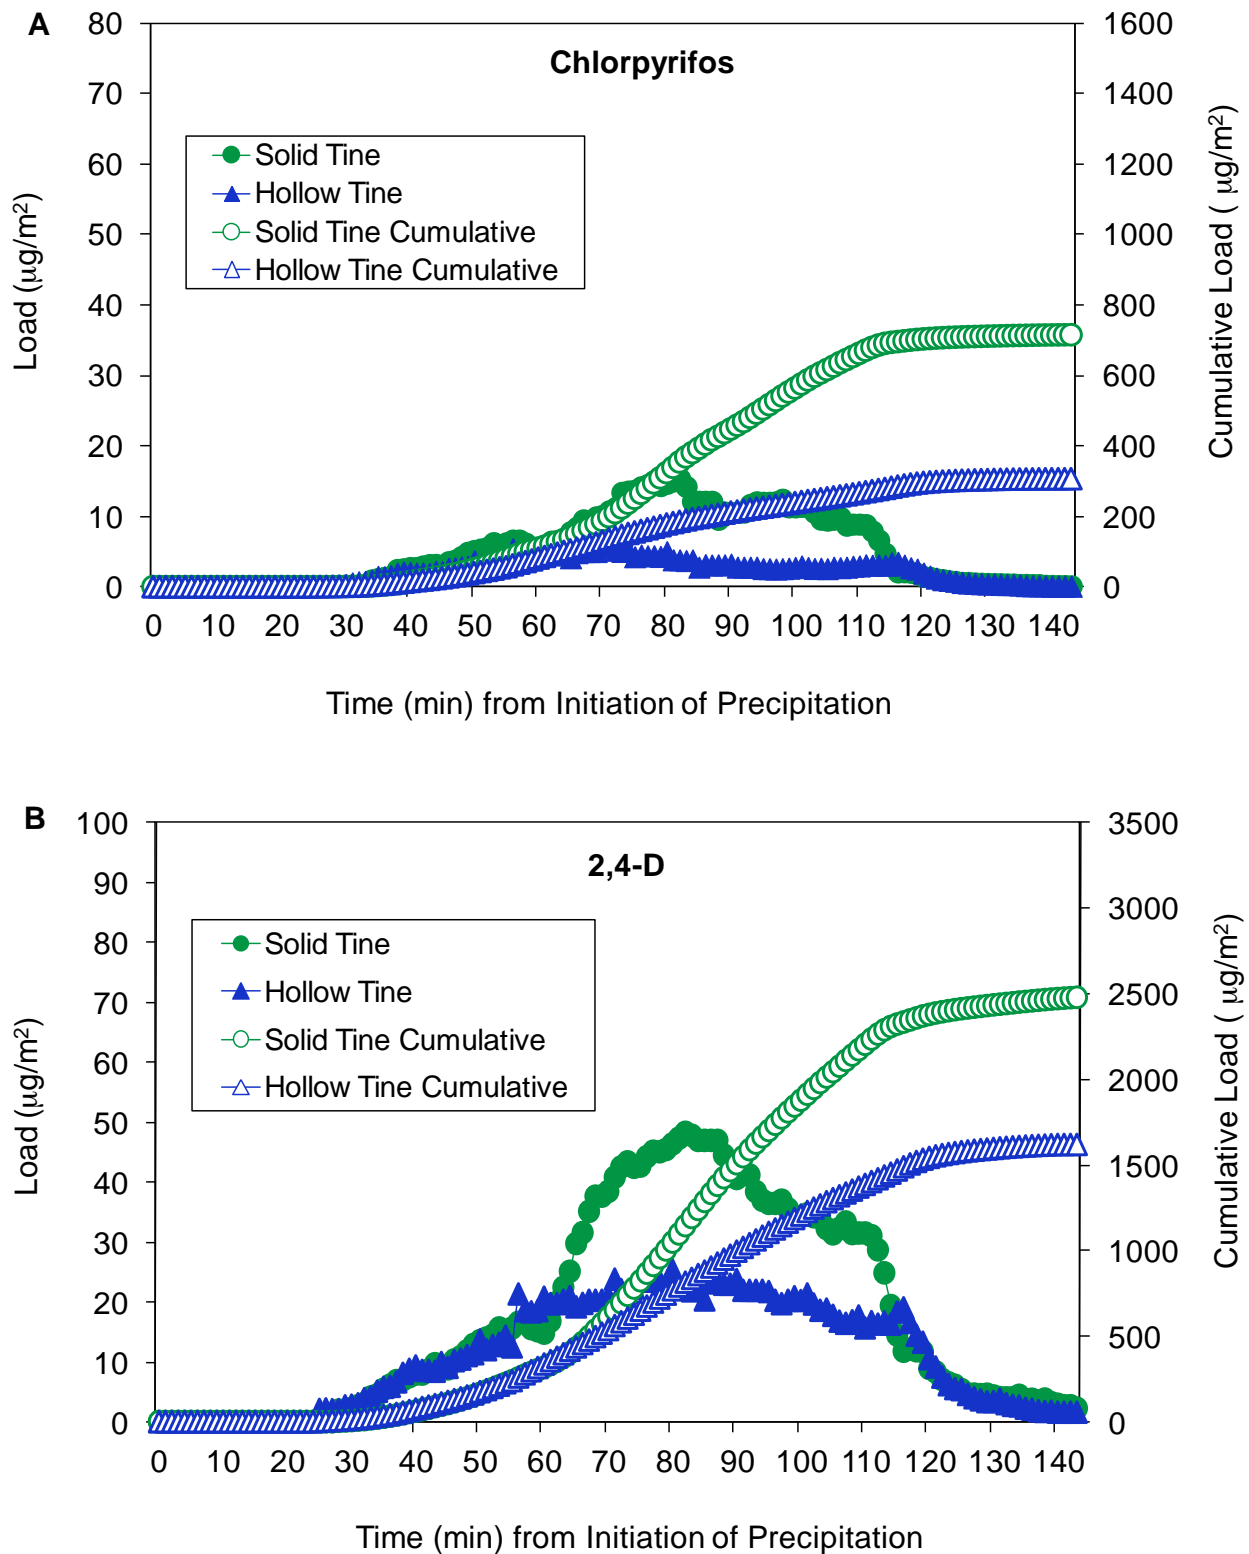 A
Chlorpyrifos
80
70
60
50
40
30
20
10
0
Load (μg/m²)
1600
1400
1200
1000
800
600
400
200
0
Cumulative Load ( μg/m²)
Solid Tine
Hollow Tine
Solid Tine Cumulative
Hollow Tine Cumulative
0 10 20 30 40 50 60 70 80 90 100 110 120 130 140
Time (min) from Initiation of Precipitation
B
2,4-D
100
90
80
70
60
50
40
30
20
10
0
Load (μg/m²)
3500
3000
2500
2000
1500
1000
500
0
Cumulative Load ( μg/m²)
Solid Tine
Hollow Tine
Solid Tine Cumulative
Hollow Tine Cumulative
0 10 20 30 40 50 60 70 80 90 100 110 120 130 140
Time (min) from Initiation of Precipitation